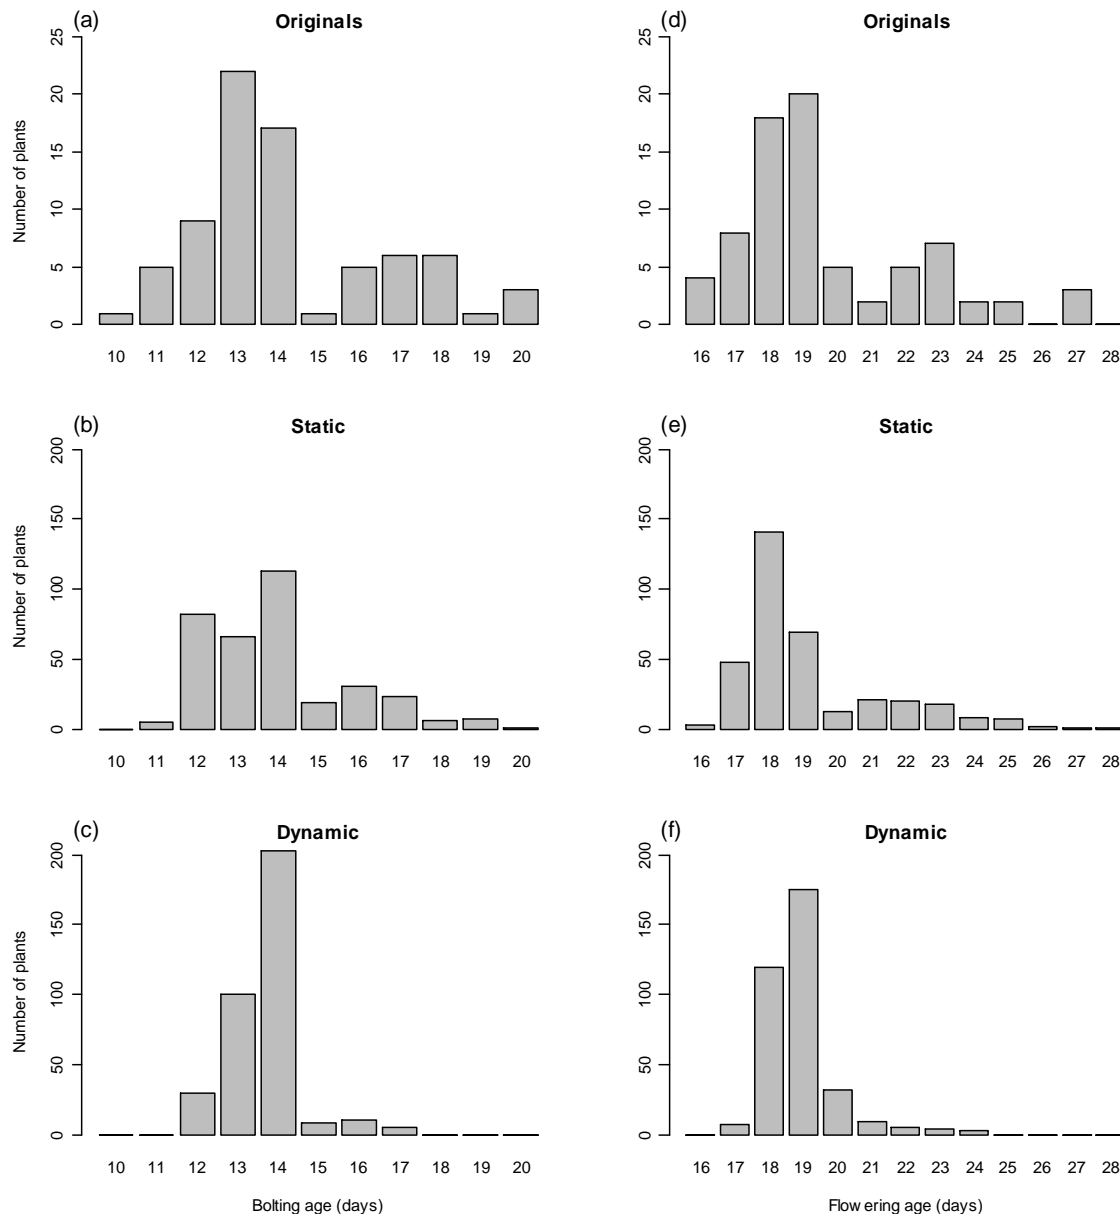 (a)
Originals
Number of plants
0 5 10 15 20 25
10 11 12 13 14 15 16 17 18 19 20
(d)
Originals
0 5 10 15 20 25
16 17 18 19 20 21 22 23 24 25 26 27 28
(b)
Static
Number of plants
0 50 100 150 200
10 11 12 13 14 15 16 17 18 19 20
(e)
Static
0 50 100 150 200
16 17 18 19 20 21 22 23 24 25 26 27 28
(c)
Dynamic
Number of plants
0 50 100 150 200
10 11 12 13 14 15 16 17 18 19 20
Bolting age (days)
(f)
Dynamic
0 50 100 150 200
16 17 18 19 20 21 22 23 24 25 26 27 28
Flowering age (days)